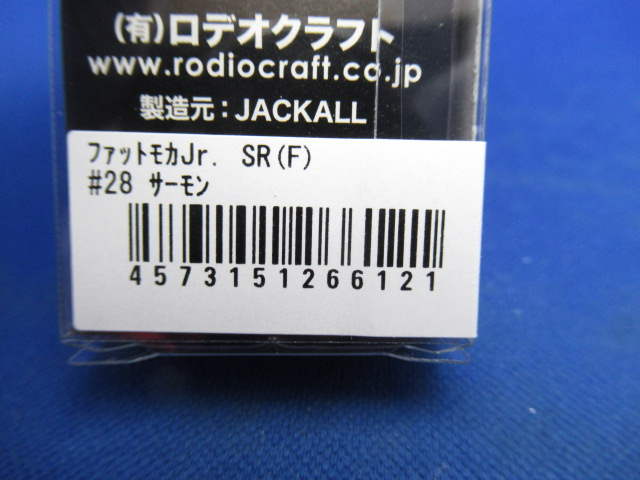 (有)ロデオクラフト
www.rodiocraft.co.jp
製造元：JACKALL
ﾌｧｯﾄﾓｶJr. SR(F)
#28 ｻｰﾓﾝ
4573151266121